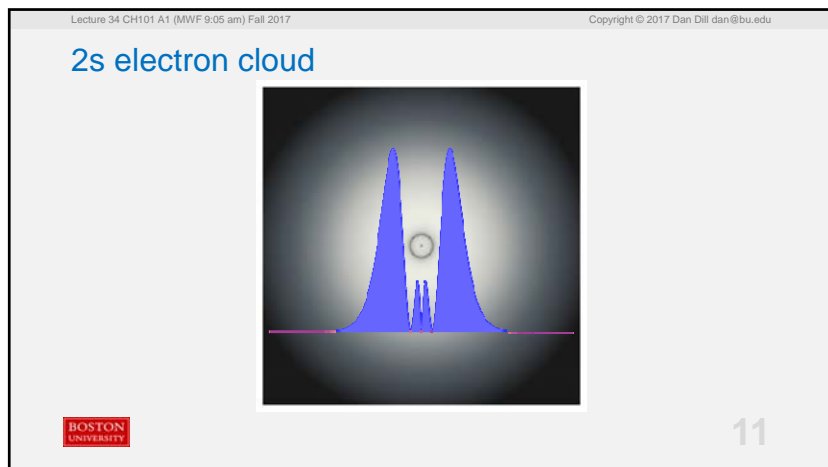 Lecture 34 CH101 A1 (MWF 9:05 am) Fall 2017
Copyright © 2017 Dan Dill dan@bu.edu
2s electron cloud
BOSTON
UNIVERSITY
11